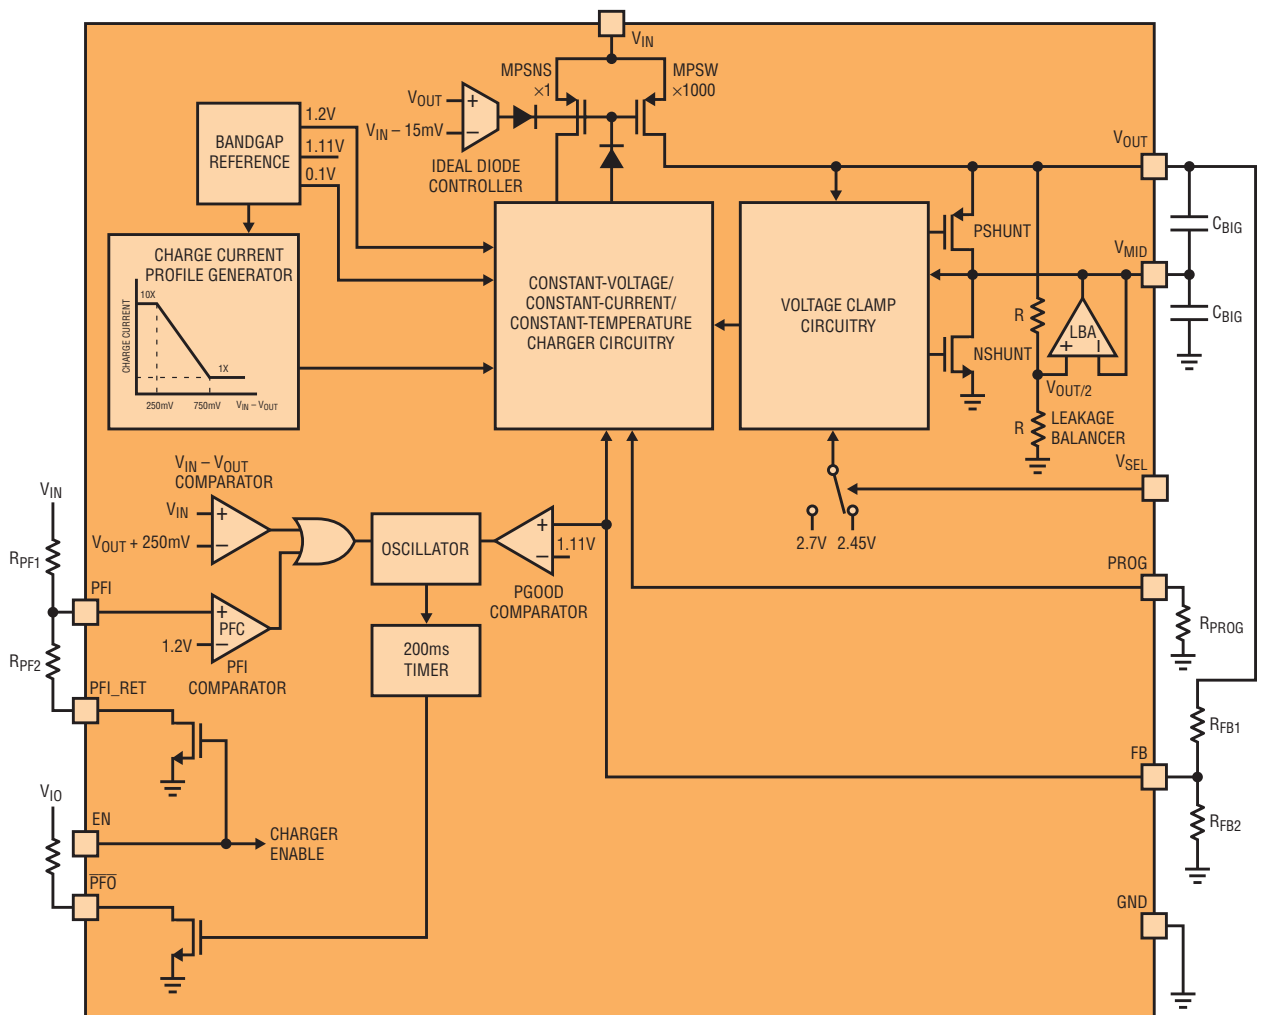 VIN
MPSNS
×1
MPSW
×1000
VOUT
VIN – 15mV
+
–
IDEAL DIODE
CONTROLLER
BANDGAP
REFERENCE
1.2V
1.11V
0.1V
CHARGE CURRENT
PROFILE GENERATOR
CHARGE CURRENT
10X
1X
250mV
750mV
VIN – VOUT
CONSTANT-VOLTAGE/
CONSTANT-CURRENT/
CONSTANT-TEMPERATURE
CHARGER CIRCUITRY
VOLTAGE CLAMP
CIRCUITRY
PSHUNT
NSHUNT
VOUT
VMID
CBIG
CBIG
R
LBA
+
–
VOUT/2
R
LEAKAGE
BALANCER
VSEL
2.7V
2.45V
VIN – VOUT
COMPARATOR
VIN
VOUT + 250mV
+
–
OSCILLATOR
+
–
1.11V
PGOOD
COMPARATOR
VIN
RPF1
PFI
RPF2
1.2V
+
PFC
–
PFI
COMPARATOR
200ms
TIMER
PFI_RET
VIO
EN
CHARGER
ENABLE
PFO
PROG
RPROG
FB
RFB1
RFB2
GND